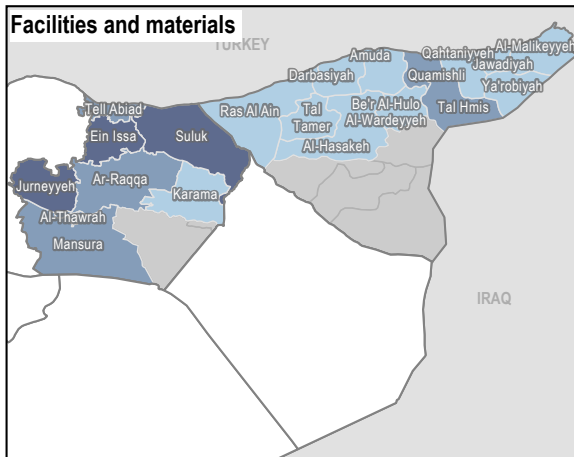 Facilities and materials
TURKEY
Amuda
Qahtaniyyeh
Al-Malikeyyeh
Darbasiyah
Quamishli
Jawadiyah
Ya'robiyah
Tell Abiad
Ras Al Ain
Tal
Tamer
Be'r Al-Hulo
Al-Wardeyyeh
Tal Hmis
Ein Issa
Suluk
Al-Hasakeh
Jurneyyeh
Ar-Raqqa
Karama
Al-Thawrah
Mansura
IRAQ